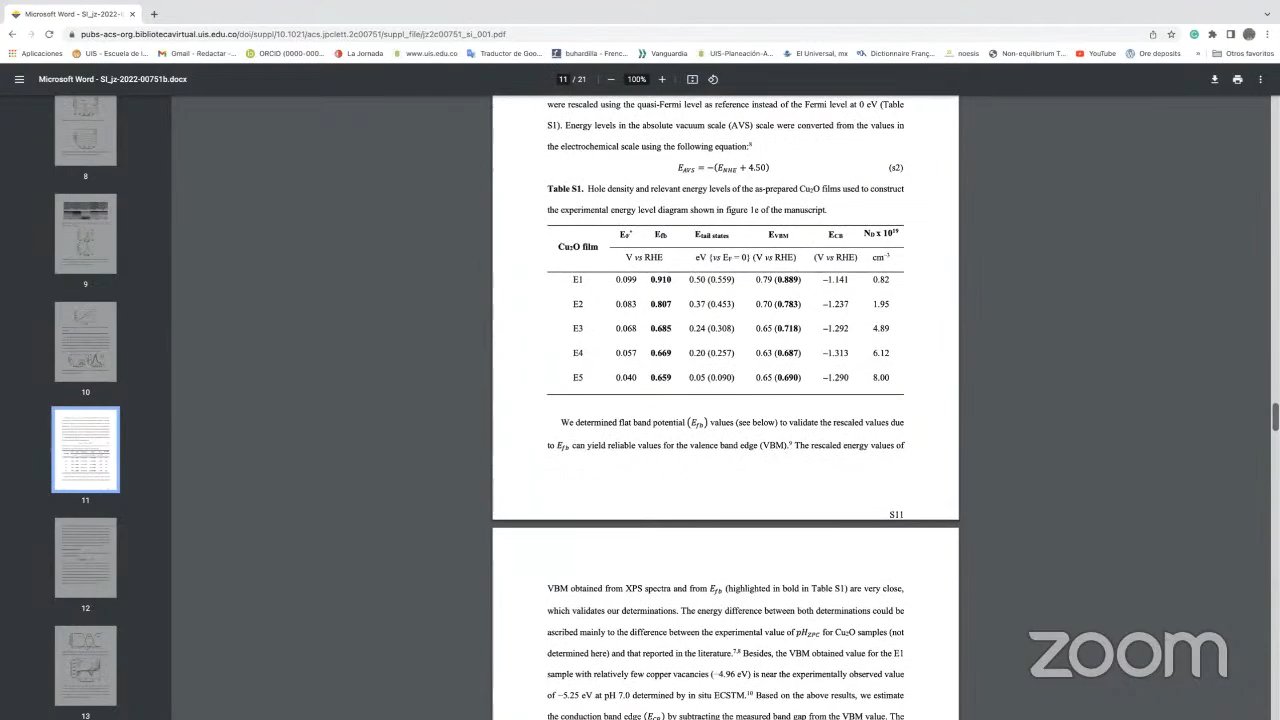 Microsoft Word - SI_jz-2022-0
pubs-acs-org.bibliotecavirtual.uis.edu.co/doi/suppl/10.1021/acs.jpclett.2c00751/suppl_file/jz2c00751_si_001.pdf
Aplicaciones UIS - Escuela de I... Gmail - Redactar -... ORCID (0000-000... La Jornada www.uis.edu.co Traductor de Goo... buhardilla - Frenc... Vanguardia UIS-Planeación-A... El Universal, mx Dictionnaire Franç... noesis Non-equilibrium T... YouTube Ore deposits » Otros favoritos
Microsoft Word - SI_jz-2022-00751b.docx 11 / 21 100%
were rescaled using the quasi-Fermi level as reference instead of the Fermi level at 0 eV (Table
S1). Energy levels in the absolute vacuum scale (AVS) scale were converted from the values in
the electrochemical scale using the following equation:⁸
E_AVS = −(E_NHE + 4.50) (s2)
Table S1. Hole density and relevant energy levels of the as-prepared Cu₂O films used to construct
the experimental energy level diagram shown in figure 1e of the manuscript.
Cu₂O film E_F* E_fb E_tail states E_VBM E_CB N_D x 10¹⁹
V vs RHE eV {vs E_F = 0} (V vs RHE) (V vs RHE) cm⁻³
E1 0.099 0.910 0.50 (0.559) 0.79 (0.889) −1.141 0.82
E2 0.083 0.807 0.37 (0.453) 0.70 (0.783) −1.237 1.95
E3 0.068 0.685 0.24 (0.308) 0.65 (0.718) −1.292 4.89
E4 0.057 0.669 0.20 (0.257) 0.63 (0.687) −1.313 6.12
E5 0.040 0.659 0.05 (0.090) 0.65 (0.690) −1.290 8.00
We determined flat band potential (E_fb) values (see below) to validate the rescaled values due
to E_fb can yield reliable values for the valence band edge (VBM).⁹ The rescaled energy values of
S11
VBM obtained from XPS spectra and from E_fb (highlighted in bold in Table S1) are very close,
which validates our determinations. The energy difference between both determinations could be
ascribed mainly to the difference between the experimental value of pH_ZPC for Cu₂O samples (not
determined here) and that reported in the literature.⁷,⁸ Besides, the VBM obtained value for the E1
sample with relatively few copper vacancies (−4.96 eV) is near the experimentally observed value
of −5.25 eV at pH 7.0 determined by in situ ECSTM.¹⁰ Based on the above results, we estimate
the conduction band edge (E_CB) by subtracting the measured band gap from the VBM value. The
8
9
10
11
12
13
zoom